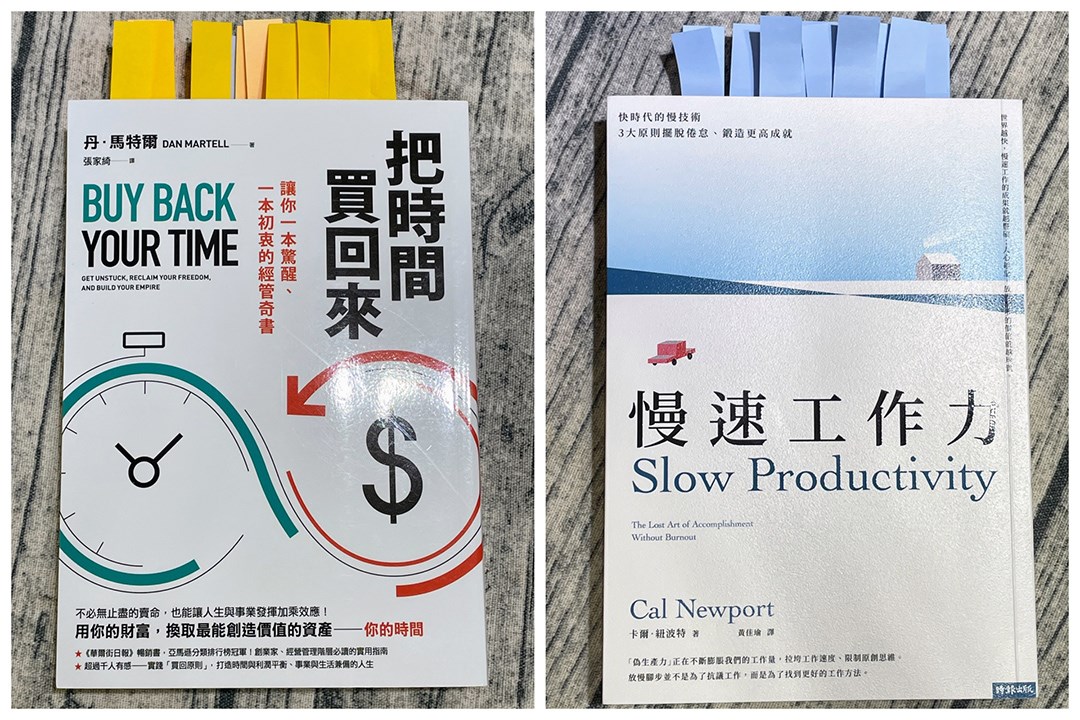 丹·馬特爾 DAN MARTELL——著
張家綺——譯
把時間
買回來
讓你一本驚醒、
一本初衷的經管奇書
BUY BACK
YOUR TIME
GET UNSTUCK, RECLAIM YOUR FREEDOM,
AND BUILD YOUR EMPIRE
$
不必無止盡的賣命，也能讓人生與事業發揮加乘效應！
用你的財富，換取最能創造價值的資產——你的時間
★《華爾街日報》暢銷書，亞馬遜分類排行榜冠軍！創業家、經營管理階層必讀的實用指南
★ 超過千人有感——實踐「買回原則」，打造時間與利潤平衡、事業與生活兼備的人生
快時代的慢技術
3大原則擺脫倦怠、鍛造更高成就
世界越快，慢速工作的成果就越
慢速工作力
Slow Productivity
The Lost Art of Accomplishment
Without Burnout
Cal Newport
卡爾·紐波特 著 黃佳瑜 譯
「偽生產力」正在不斷膨脹我們的工作量，拉垮工作速度、限制原創思維。
放慢腳步並不是為了抗議工作，而是為了找到更好的工作方法。
時報出版